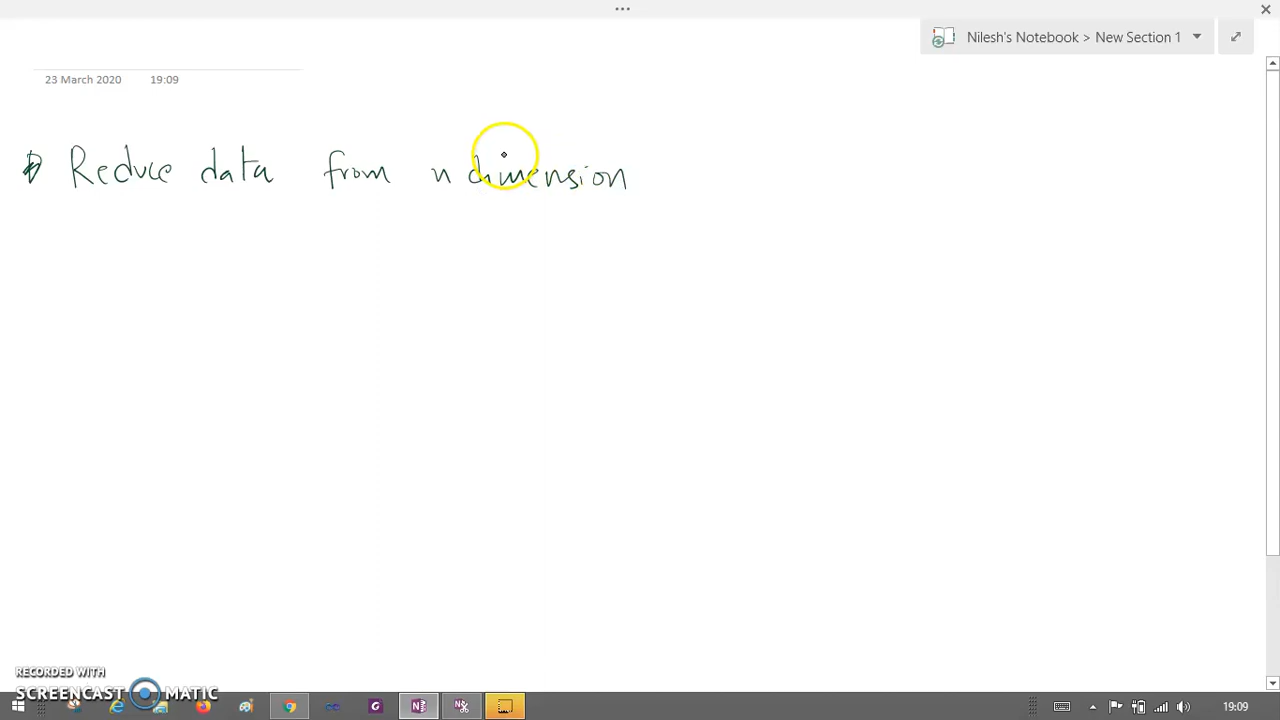 Nilesh's Notebook > New Section 1
23 March 2020 19:09
Reduce data from n dimension
RECORDED WITH
SCREENCAST MATIC
19:09